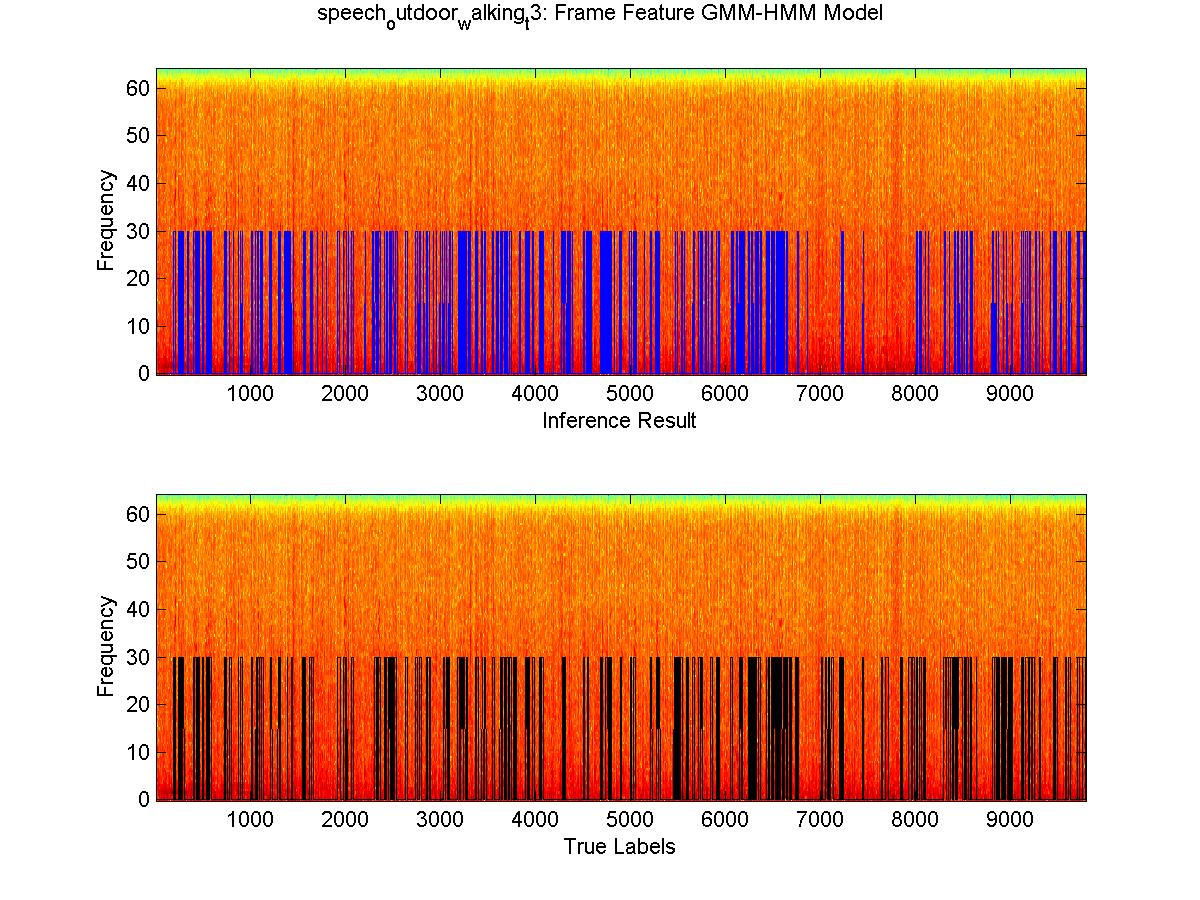 speech_outdoor_walking_t3: Frame Feature GMM-HMM Model
Frequency
60
50
40
30
20
10
0
1000 2000 3000 4000 5000 6000 7000 8000 9000
Inference Result
Frequency
60
50
40
30
20
10
0
1000 2000 3000 4000 5000 6000 7000 8000 9000
True Labels